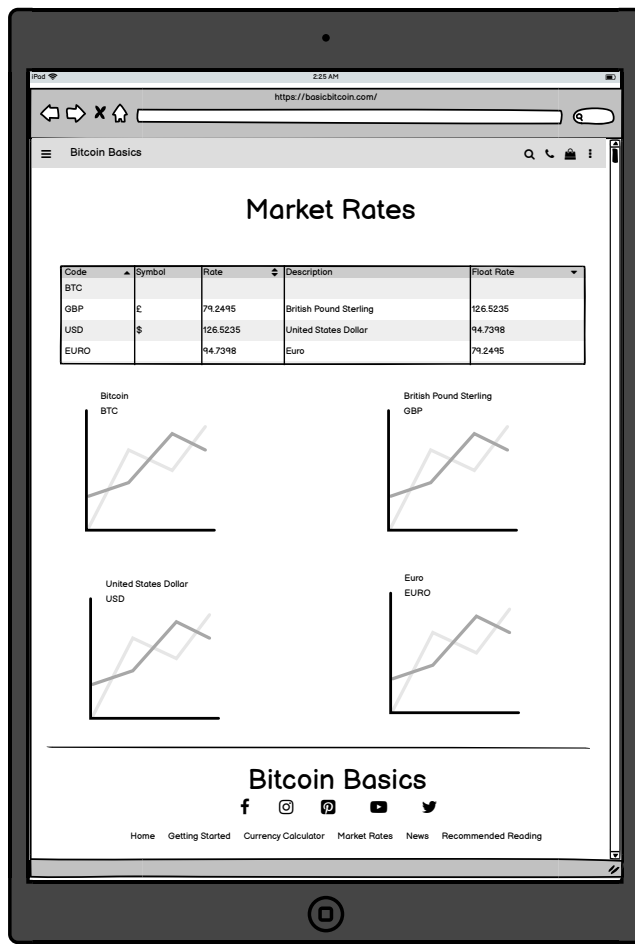 iPad 2:25 AM
https://basicbitcoin.com/
Bitcoin Basics
Market Rates
Code Symbol Rate Description Float Rate
BTC
GBP £ 79.2495 British Pound Sterling 126.5235
USD $ 126.5235 United States Dollar 94.7398
EURO 94.7398 Euro 79.2495
Bitcoin
BTC
British Pound Sterling
GBP
United States Dollar
USD
Euro
EURO
Bitcoin Basics
Home Getting Started Currency Calculator Market Rates News Recommended Reading